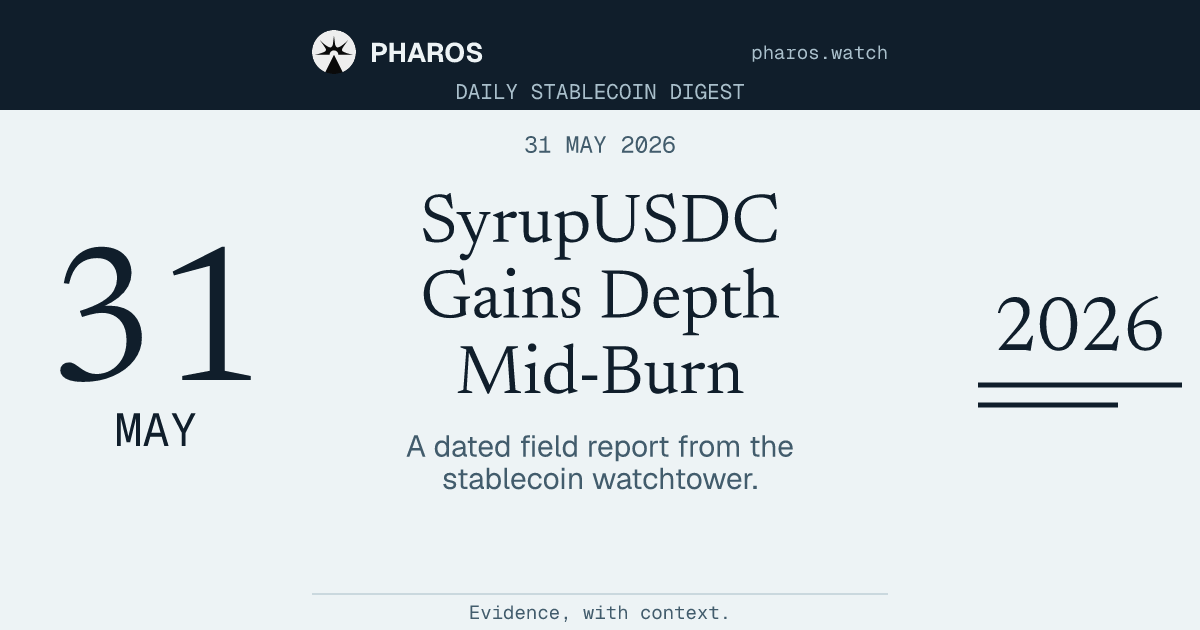 PHAROS
pharos.watch
DAILY STABLECOIN DIGEST
31 MAY 2026
SyrupUSDC
Gains Depth
Mid-Burn
A dated field report from the
stablecoin watchtower.
31
MAY
2026
Evidence, with context.